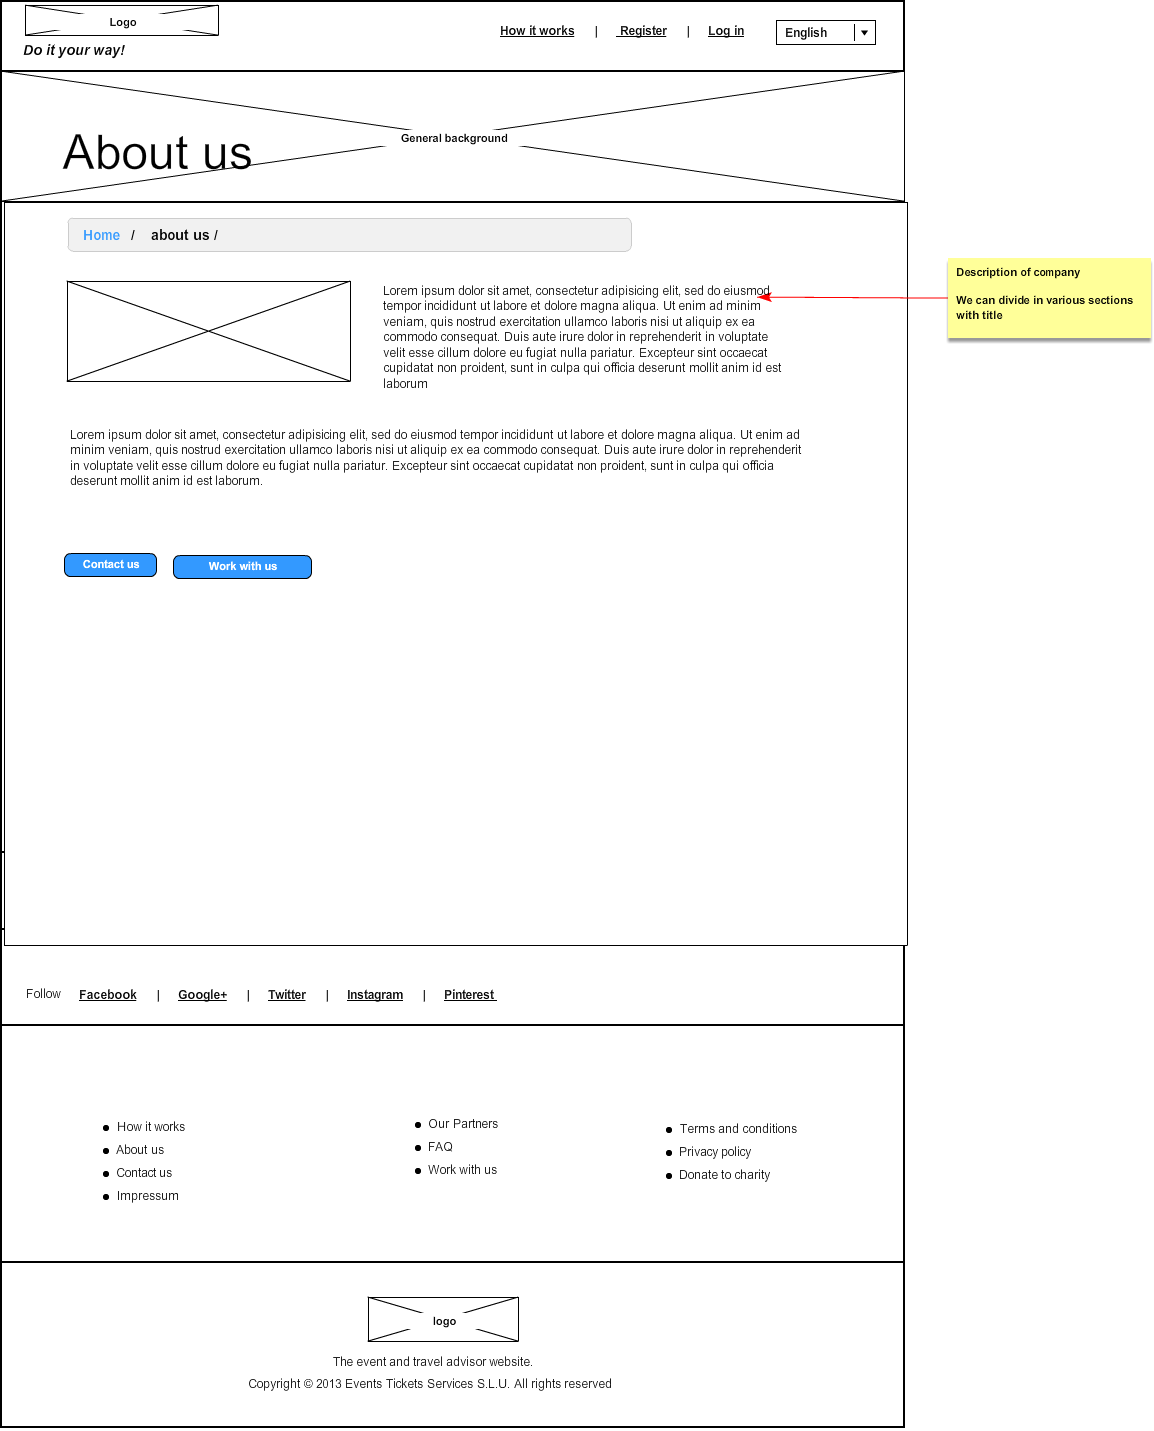 Logo
Do it your way!
How it works | Register | Log in
English
General background
About us
Home / about us /
Description of company
We can divide in various sections
with title
Lorem ipsum dolor sit amet, consectetur adipisicing elit, sed do eiusmod
tempor incididunt ut labore et dolore magna aliqua. Ut enim ad minim
veniam, quis nostrud exercitation ullamco laboris nisi ut aliquip ex ea
commodo consequat. Duis aute irure dolor in reprehenderit in voluptate
velit esse cillum dolore eu fugiat nulla pariatur. Excepteur sint occaecat
cupidatat non proident, sunt in culpa qui officia deserunt mollit anim id est
laborum
Lorem ipsum dolor sit amet, consectetur adipisicing elit, sed do eiusmod tempor incididunt ut labore et dolore magna aliqua. Ut enim ad
minim veniam, quis nostrud exercitation ullamco laboris nisi ut aliquip ex ea commodo consequat. Duis aute irure dolor in reprehenderit
in voluptate velit esse cillum dolore eu fugiat nulla pariatur. Excepteur sint occaecat cupidatat non proident, sunt in culpa qui officia
deserunt mollit anim id est laborum.
Contact us
Work with us
Follow Facebook | Google+ | Twitter | Instagram | Pinterest
How it works
About us
Contact us
Impressum
Our Partners
FAQ
Work with us
Terms and conditions
Privacy policy
Donate to charity
logo
The event and travel advisor website.
Copyright © 2013 Events Tickets Services S.L.U. All rights reserved